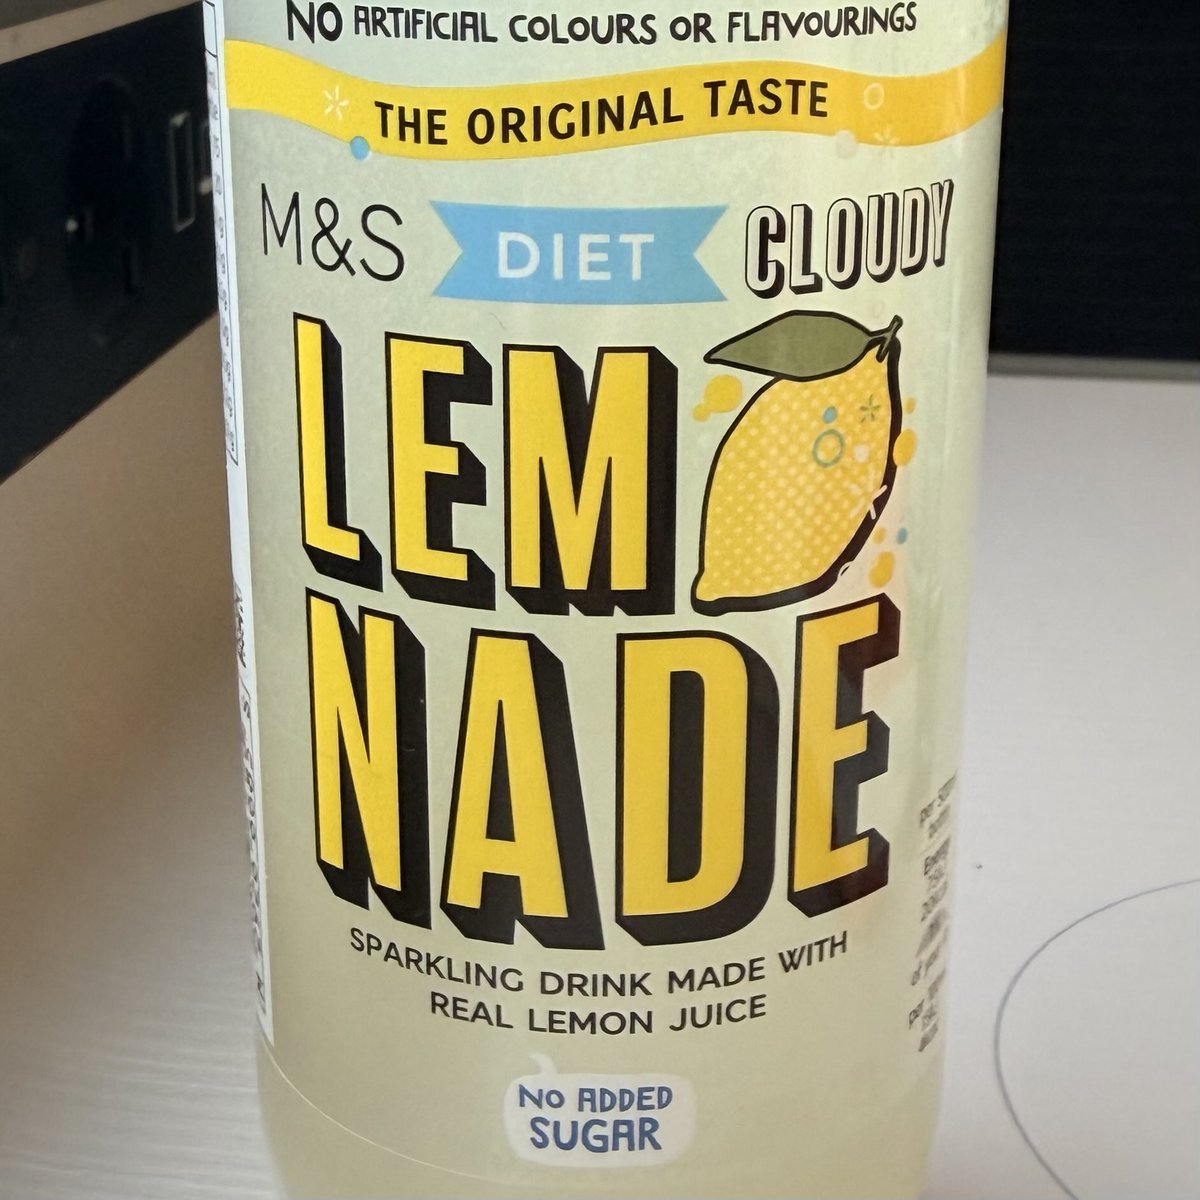 NO ARTIFICIAL COLOURS OR FLAVOURINGS
THE ORIGINAL TASTE
M&S DIET CLOUDY
LEM
NADE
SPARKLING DRINK MADE WITH
REAL LEMON JUICE
NO ADDED
SUGAR